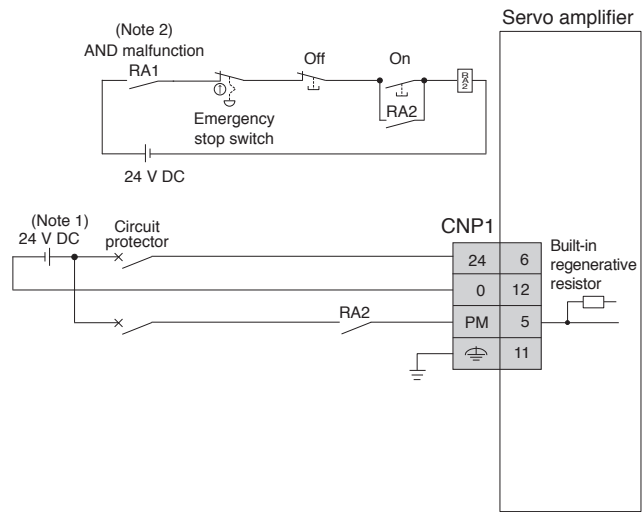 Servo amplifier
(Note 2)
AND malfunction
RA1
Off
On
RA2
RA2
Emergency
stop switch
24 V DC
(Note 1)
24 V DC
Circuit
protector
CNP1
24 6
0 12
RA2
PM 5
11
Built-in
regenerative
resistor